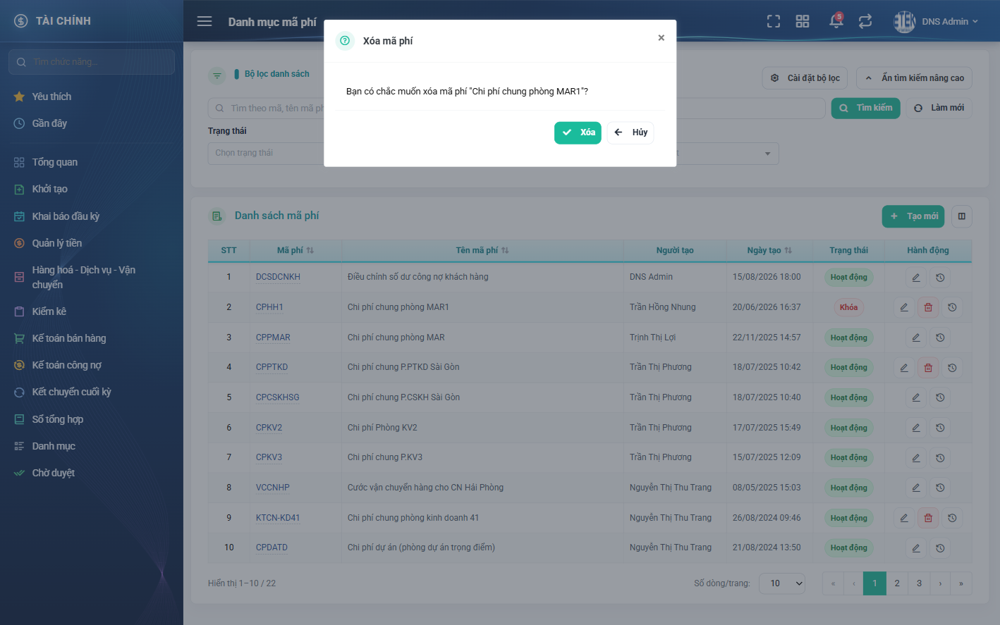 TÀI CHÍNH
Tìm chức năng...
Yêu thích
Gần đây
Tổng quan
Khởi tạo
Khai báo đầu kỳ
Quản lý tiền
Hàng hoá - Dịch vụ - Vận
chuyển
Kiểm kê
Kế toán bán hàng
Kế toán công nợ
Kết chuyển cuối kỳ
Sổ tổng hợp
Danh mục
Chờ duyệt
Danh mục mã phí
5
DNS Admin
Xóa mã phí
×
Bạn có chắc muốn xóa mã phí "Chi phí chung phòng MAR1"?
Xóa
Hủy
Bộ lọc danh sách
Cài đặt bộ lọc
Ẩn tìm kiếm nâng cao
Tìm theo mã, tên mã ph
Tìm kiếm
Làm mới
Trạng thái
Chọn trạng thái
Danh sách mã phí
Tạo mới
STT Mã phí Tên mã phí Người tạo Ngày tạo Trạng thái Hành động
1 DCSDCNKH Điều chỉnh số dư công nợ khách hàng DNS Admin 15/08/2026 18:00 Hoạt động
2 CPHH1 Chi phí chung phòng MAR1 Trần Hồng Nhung 20/06/2026 16:37 Khóa
3 CPPMAR Chi phí chung phòng MAR Trịnh Thị Lợi 22/11/2025 14:57 Hoạt động
4 CPPTKD Chi phí chung P.PTKD Sài Gòn Trần Thị Phương 18/07/2025 10:42 Hoạt động
5 CPCSKHSG Chi phí chung P.CSKH Sài Gòn Trần Thị Phương 18/07/2025 10:40 Hoạt động
6 CPKV2 Chi phí Phòng KV2 Trần Thị Phương 17/07/2025 15:49 Hoạt động
7 CPKV3 Chi phí chung P.KV3 Trần Thị Phương 15/07/2025 12:09 Hoạt động
8 VCCNHP Cước vận chuyển hàng cho CN Hải Phòng Nguyễn Thị Thu Trang 08/05/2025 15:03 Hoạt động
9 KTCN-KD41 Chi phí chung phòng kinh doanh 41 Nguyễn Thị Thu Trang 26/08/2024 09:46 Hoạt động
10 CPDATD Chi phí dự án (phòng dự án trọng điểm) Nguyễn Thị Thu Trang 21/08/2024 13:50 Hoạt động
Hiển thị 1–10 / 22
Số dòng/trang: 10
« ‹ 1 2 3 › »